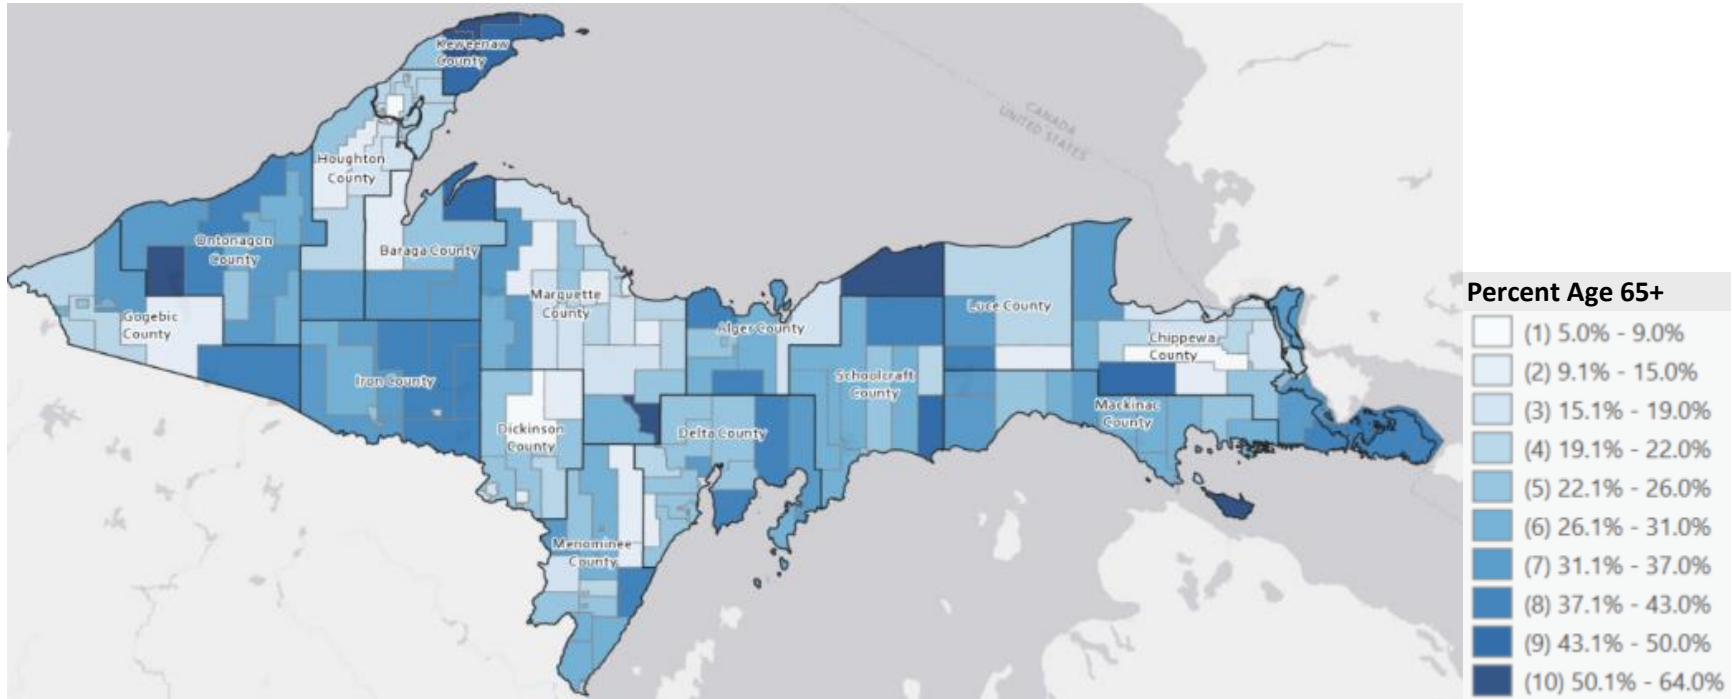 Keweenaw
County
CANADA
UNITED STATES
Houghton
County
Ontonagon
County
Baraga County
Marquette
County
Gogebic
County
Alger County
Luce County
Chippewa
County
Iron County
Schoolcraft
County
Mackinac
County
Dickinson
County
Delta County
Menominee
County
Percent Age 65+
(1) 5.0% - 9.0%
(2) 9.1% - 15.0%
(3) 15.1% - 19.0%
(4) 19.1% - 22.0%
(5) 22.1% - 26.0%
(6) 26.1% - 31.0%
(7) 31.1% - 37.0%
(8) 37.1% - 43.0%
(9) 43.1% - 50.0%
(10) 50.1% - 64.0%